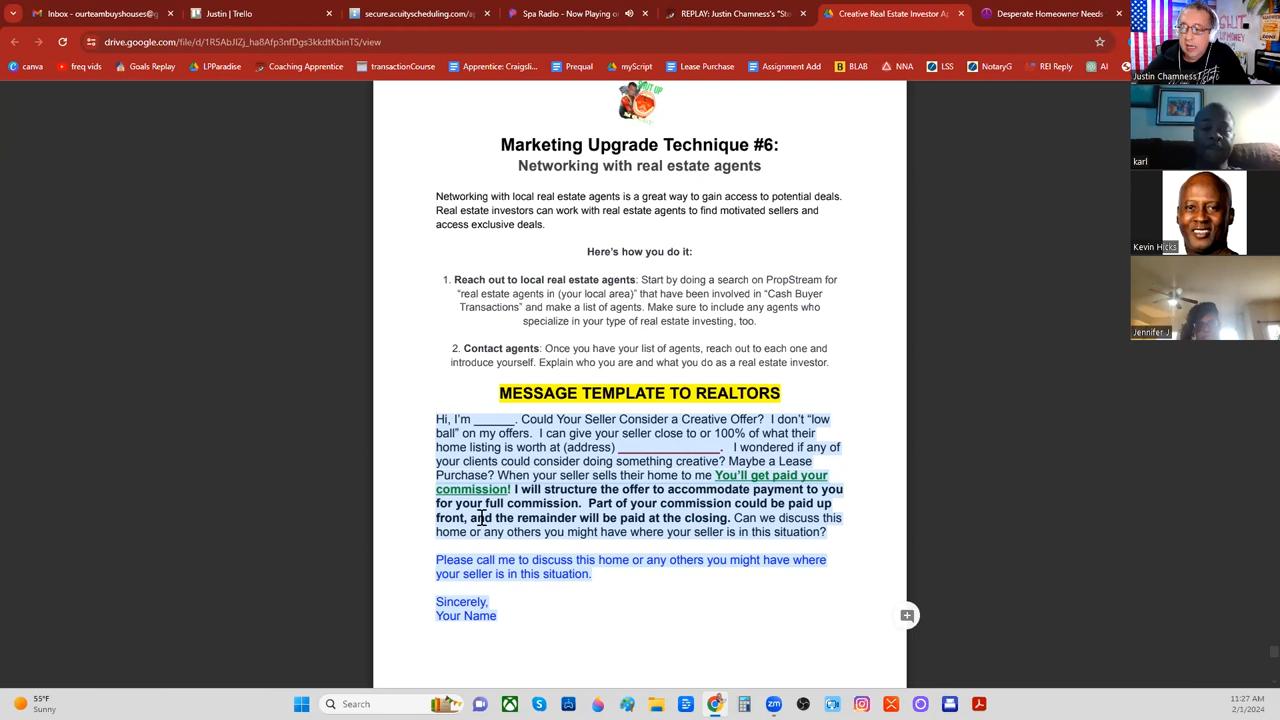 Inbox - ourteambuyshouses@g
Justin | Trello
secure.acuityscheduling.com/a
Spa Radio - Now Playing o
REPLAY: Justin Chamness's "Sto
Creative Real Estate Investor A
Desperate Homeowner Needs
drive.google.com/file/d/1R5AbJIZj_ha8Afp3nfDgs3kkdtKbinTS/view
canva
freq vids
Goals Replay
LPParadise
Coaching Apprentice
transactionCourse
Apprentice: Craigsli...
Prequal
myScript
Lease Purchase
Assignment Add
BLAB
NNA
LSS
NotaryG
REI Reply
AI
Justin Chamness
karl
Kevin Hicks
Jennifer J
Marketing Upgrade Technique #6:
Networking with real estate agents
Networking with local real estate agents is a great way to gain access to potential deals.
Real estate investors can work with real estate agents to find motivated sellers and
access exclusive deals.
Here's how you do it:
1. Reach out to local real estate agents: Start by doing a search on PropStream for
"real estate agents in (your local area)" that have been involved in "Cash Buyer
Transactions" and make a list of agents. Make sure to include any agents who
specialize in your type of real estate investing, too.
2. Contact agents: Once you have your list of agents, reach out to each one and
introduce yourself. Explain who you are and what you do as a real estate investor.
MESSAGE TEMPLATE TO REALTORS
Hi, I'm ______. Could Your Seller Consider a Creative Offer? I don't "low
ball" on my offers. I can give your seller close to or 100% of what their
home listing is worth at (address) _______________. I wondered if any of
your clients could consider doing something creative? Maybe a Lease
Purchase? When your seller sells their home to me You'll get paid your
commission! I will structure the offer to accommodate payment to you
for your full commission. Part of your commission could be paid up
front, and the remainder will be paid at the closing. Can we discuss this
home or any others you might have where your seller is in this situation?
Please call me to discuss this home or any others you might have where
your seller is in this situation.
Sincerely,
Your Name
55°F
Sunny
Search
11:27 AM
2/1/2024